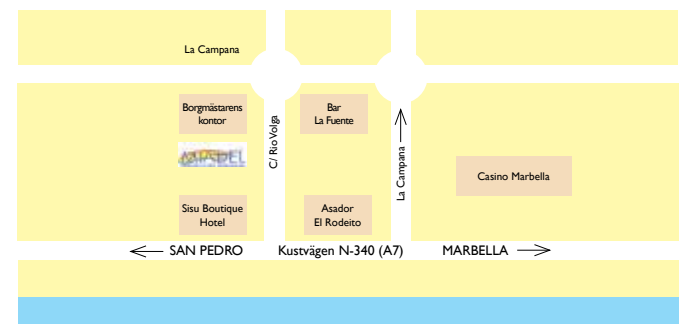 La Campana
Borgmästarens
kontor
Bar
La Fuente
C/ Rio Volga
La Campana
Casino Marbella
Sisu Boutique
Hotel
Asador
El Rodeito
SAN PEDRO
Kustvägen N-340 (A7)
MARBELLA